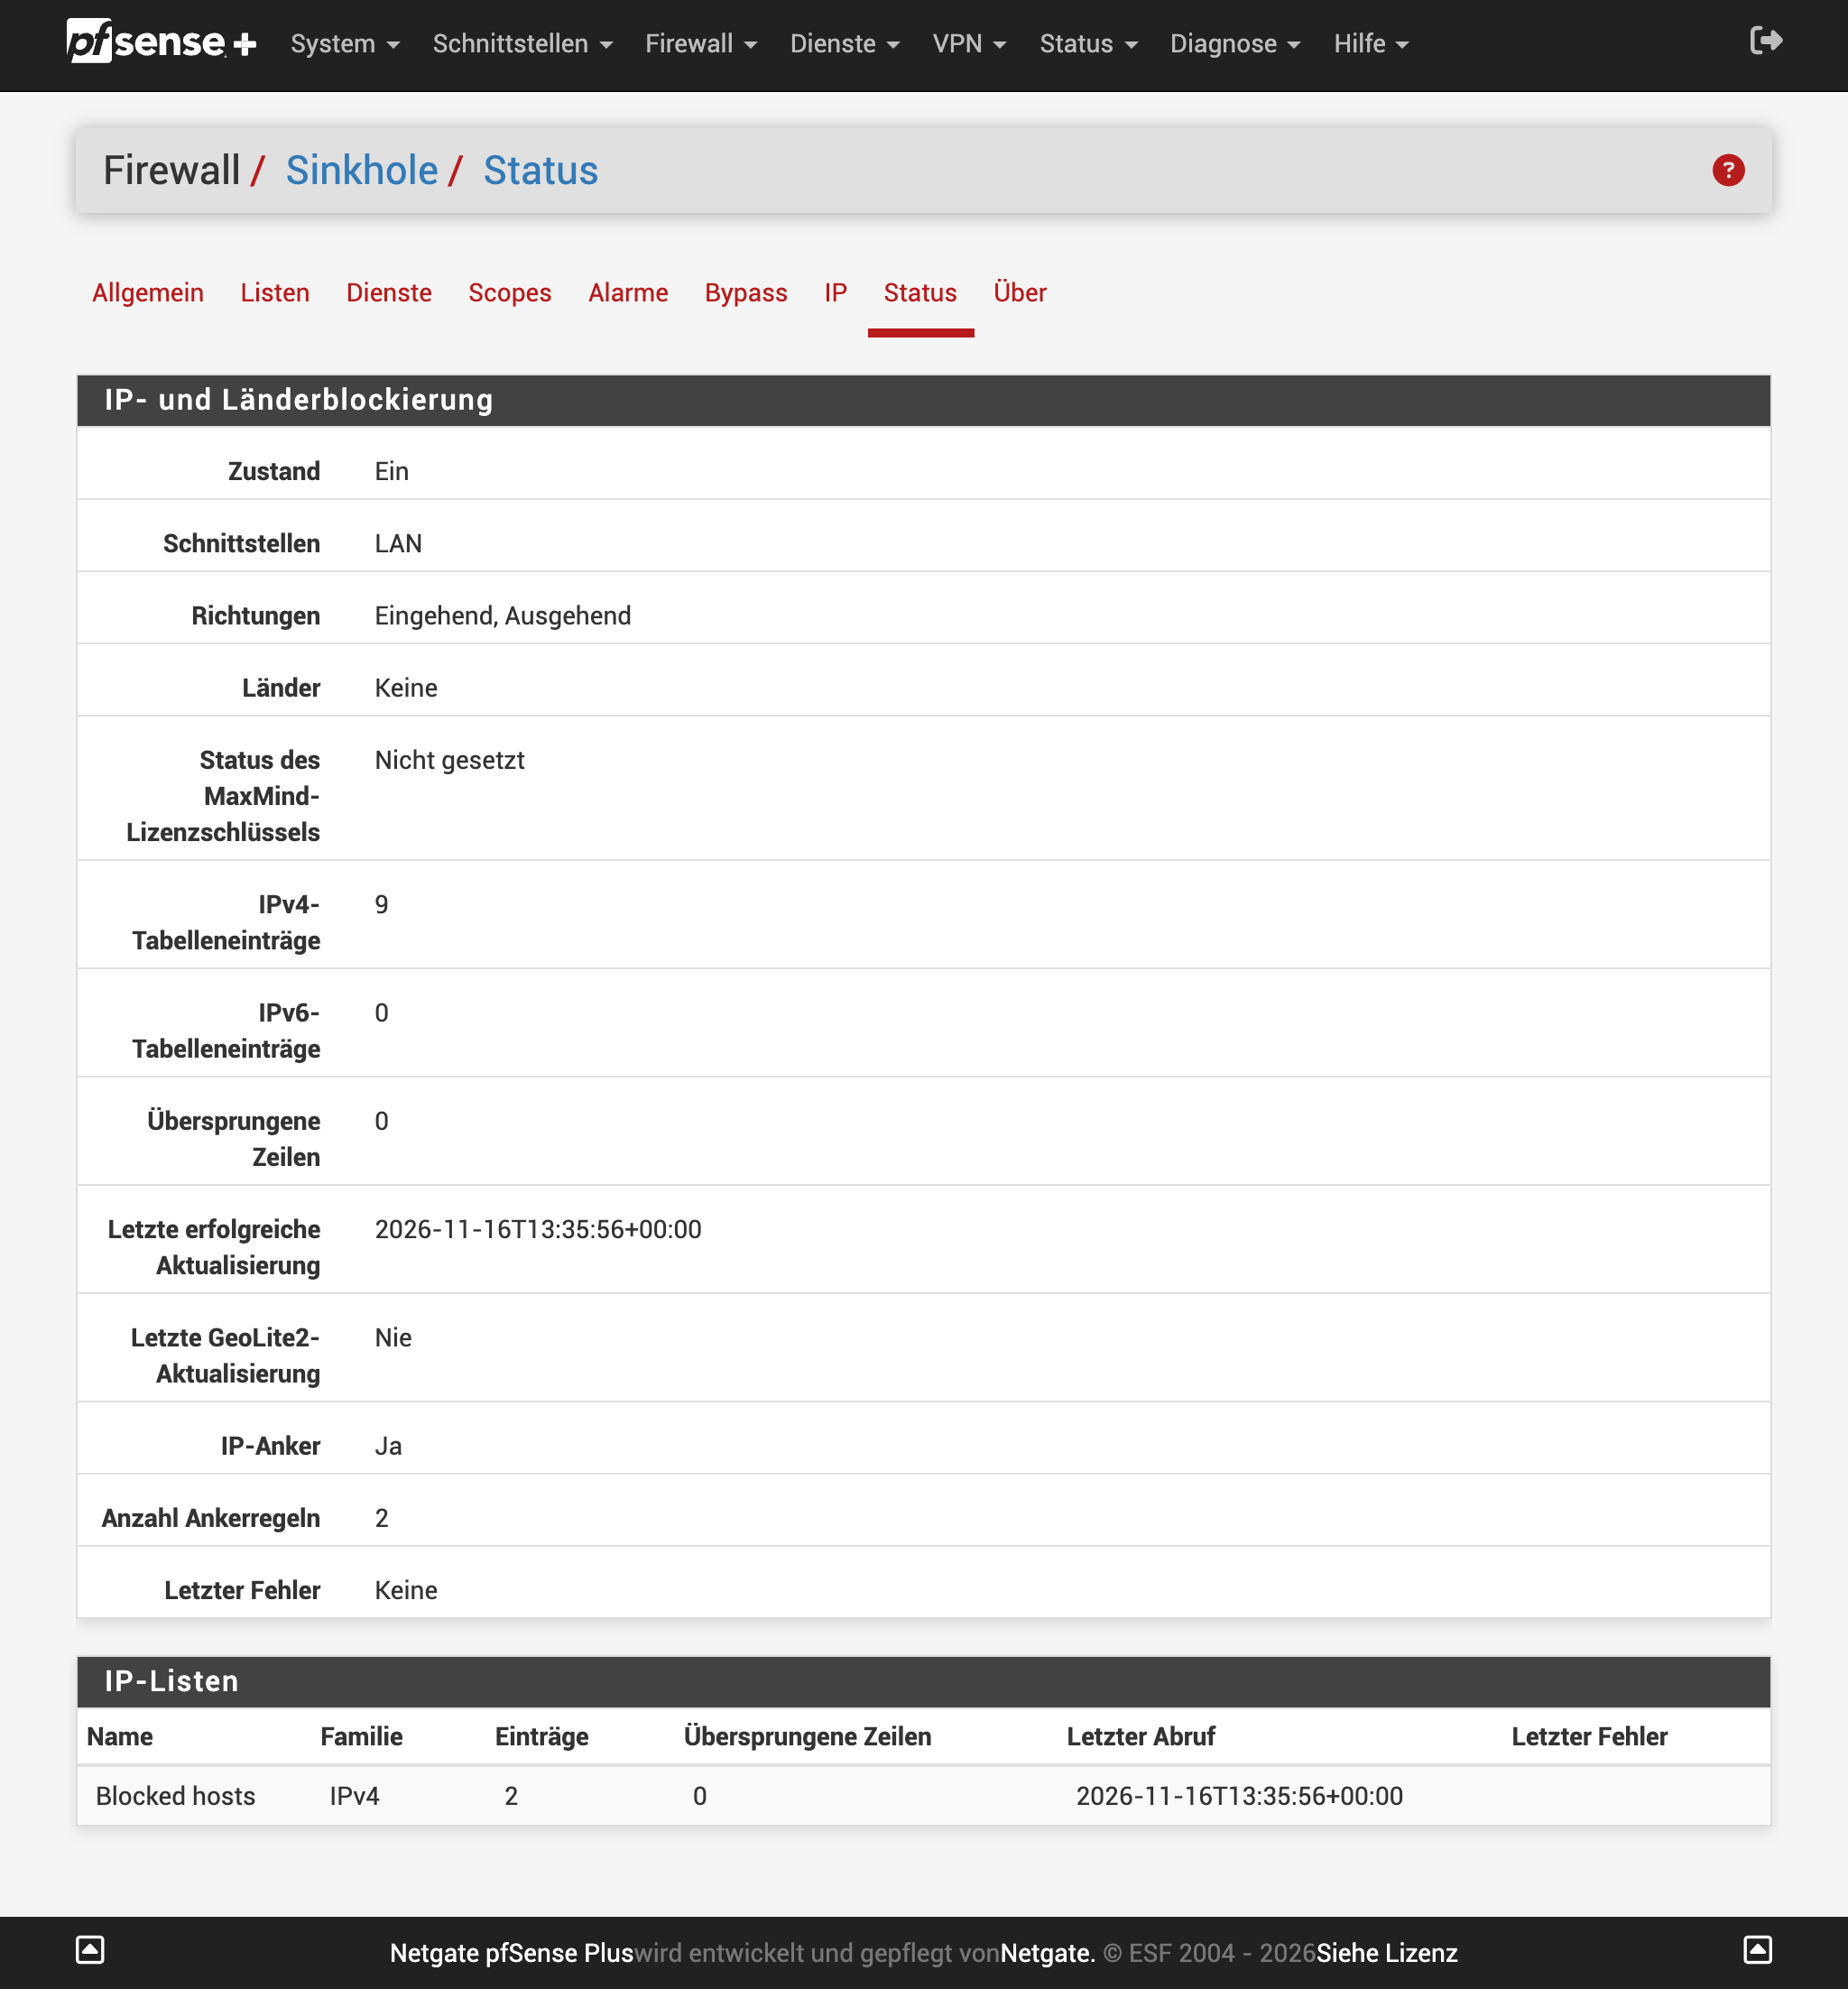 pfsense+ System Schnittstellen Firewall Dienste VPN Status Diagnose Hilfe
Firewall / Sinkhole / Status
Allgemein Listen Dienste Scopes Alarme Bypass IP Status Über
IP- und Länderblockierung
Zustand Ein
Schnittstellen LAN
Richtungen Eingehend, Ausgehend
Länder Keine
Status des Nicht gesetzt
MaxMind-
Lizenzschlüssels
IPv4- 9
Tabelleneinträge
IPv6- 0
Tabelleneinträge
Übersprungene 0
Zeilen
Letzte erfolgreiche 2026-11-16T13:35:56+00:00
Aktualisierung
Letzte GeoLite2- Nie
Aktualisierung
IP-Anker Ja
Anzahl Ankerregeln 2
Letzter Fehler Keine
IP-Listen
Name Familie Einträge Übersprungene Zeilen Letzter Abruf Letzter Fehler
Blocked hosts IPv4 2 0 2026-11-16T13:35:56+00:00
Netgate pfSense Pluswird entwickelt und gepflegt vonNetgate. © ESF 2004 - 2026Siehe Lizenz